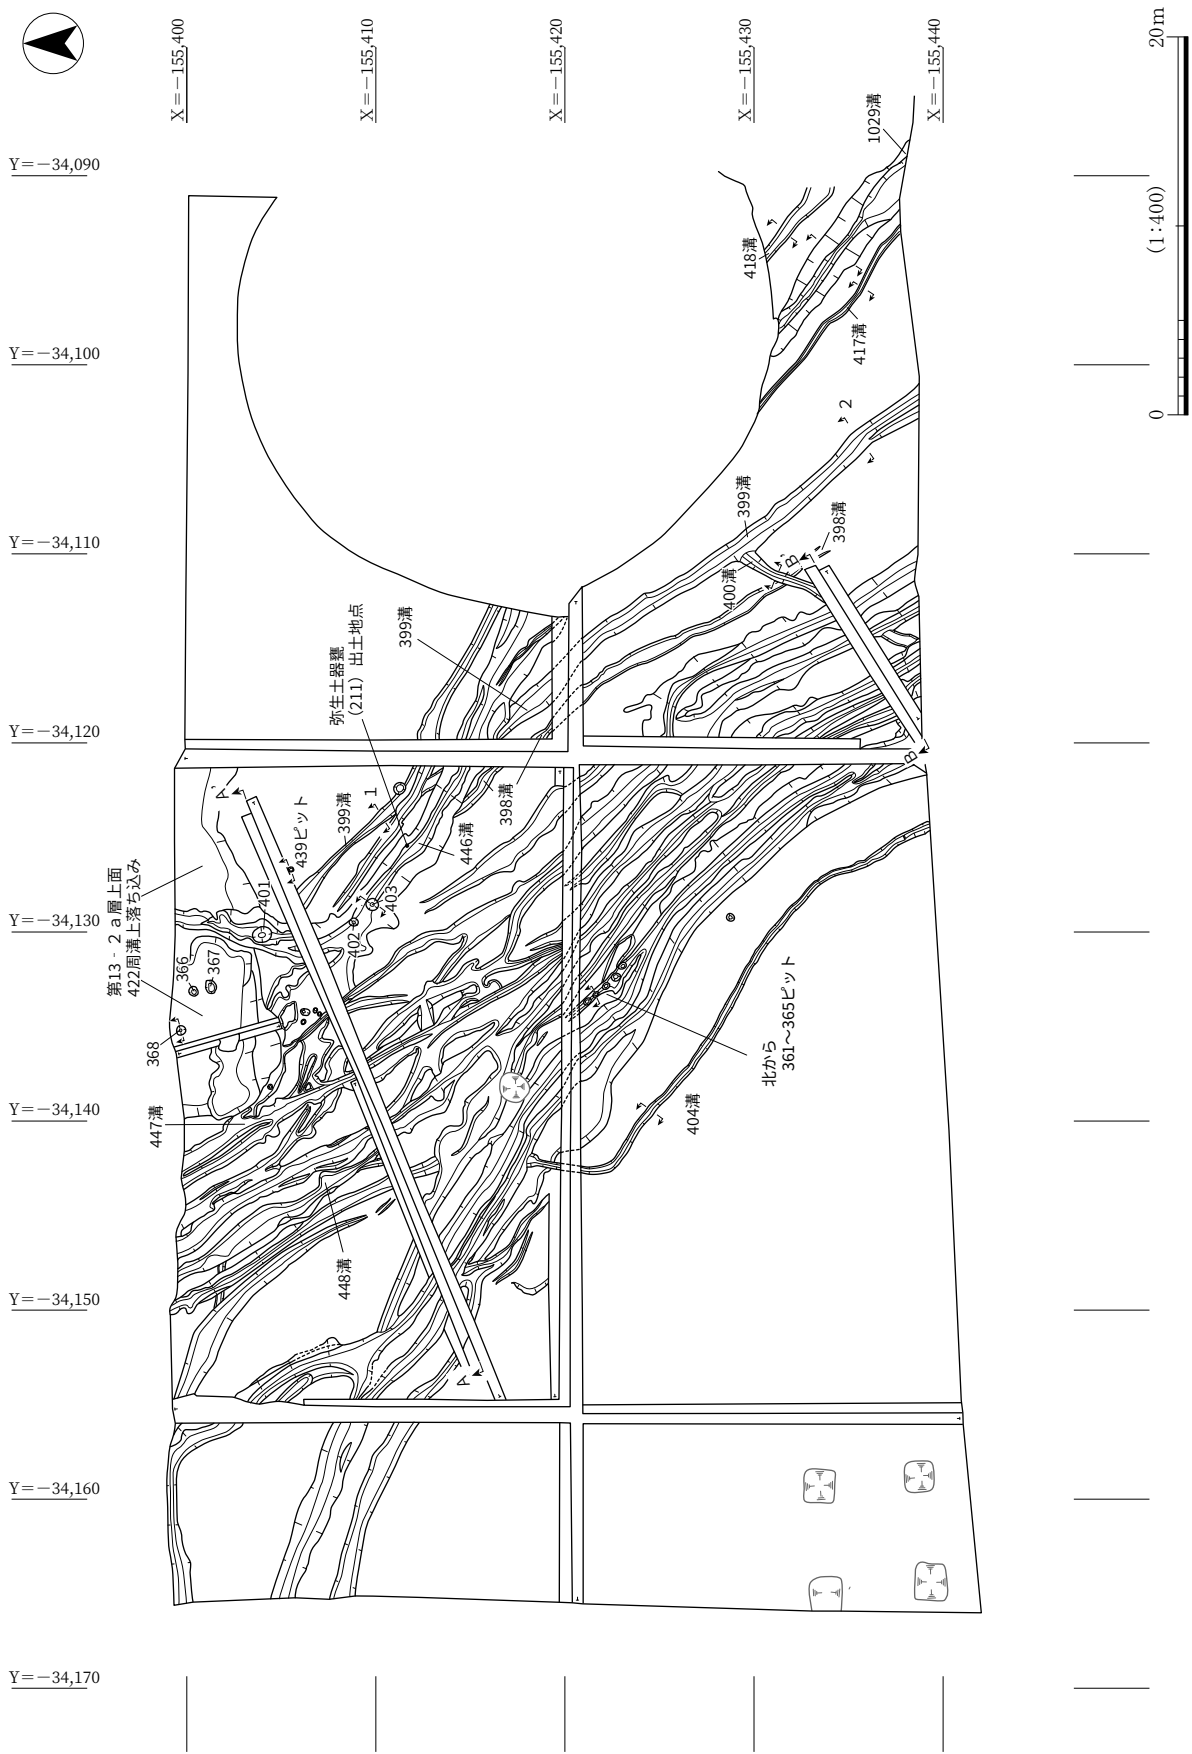 X=-155,400
X=-155,410
X=-155,420
X=-155,430
X=-155,440
20m
(1:400)
0
Y=-34,090
Y=-34,100
Y=-34,110
Y=-34,120
Y=-34,130
Y=-34,140
Y=-34,150
Y=-34,160
Y=-34,170
1029溝
418溝
417溝
2
399溝
398溝
400溝
B
B'
弥生土器甕
(211) 出土地点
399溝
398溝
446溝
1
399溝
439ピット
A'
第13-2a層上面
422周溝上落ち込み
401
402
403
366
367
368
447溝
448溝
A
北から
361〜365ピット
404溝